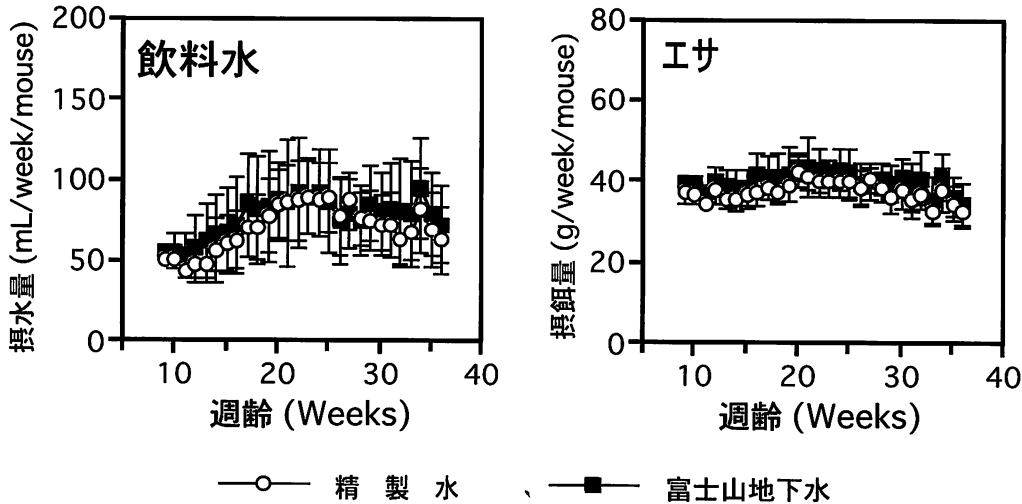 飲料水
摂水量 (mL/week/mouse)
200
150
100
50
0
10 20 30 40
週齢 (Weeks)
エサ
摂餌量 (g/week/mouse)
80
60
40
20
0
10 20 30 40
週齢 (Weeks)
精 製 水 、 富士山地下水